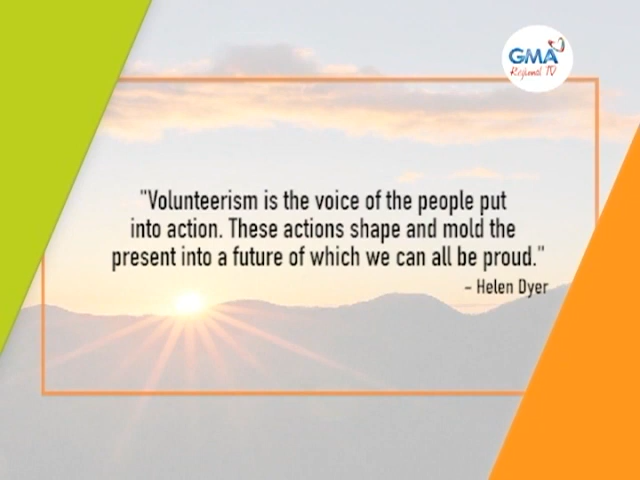 GMA
Regional TV
"Volunteerism is the voice of the people put
into action. These actions shape and mold the
present into a future of which we can all be proud."
– Helen Dyer